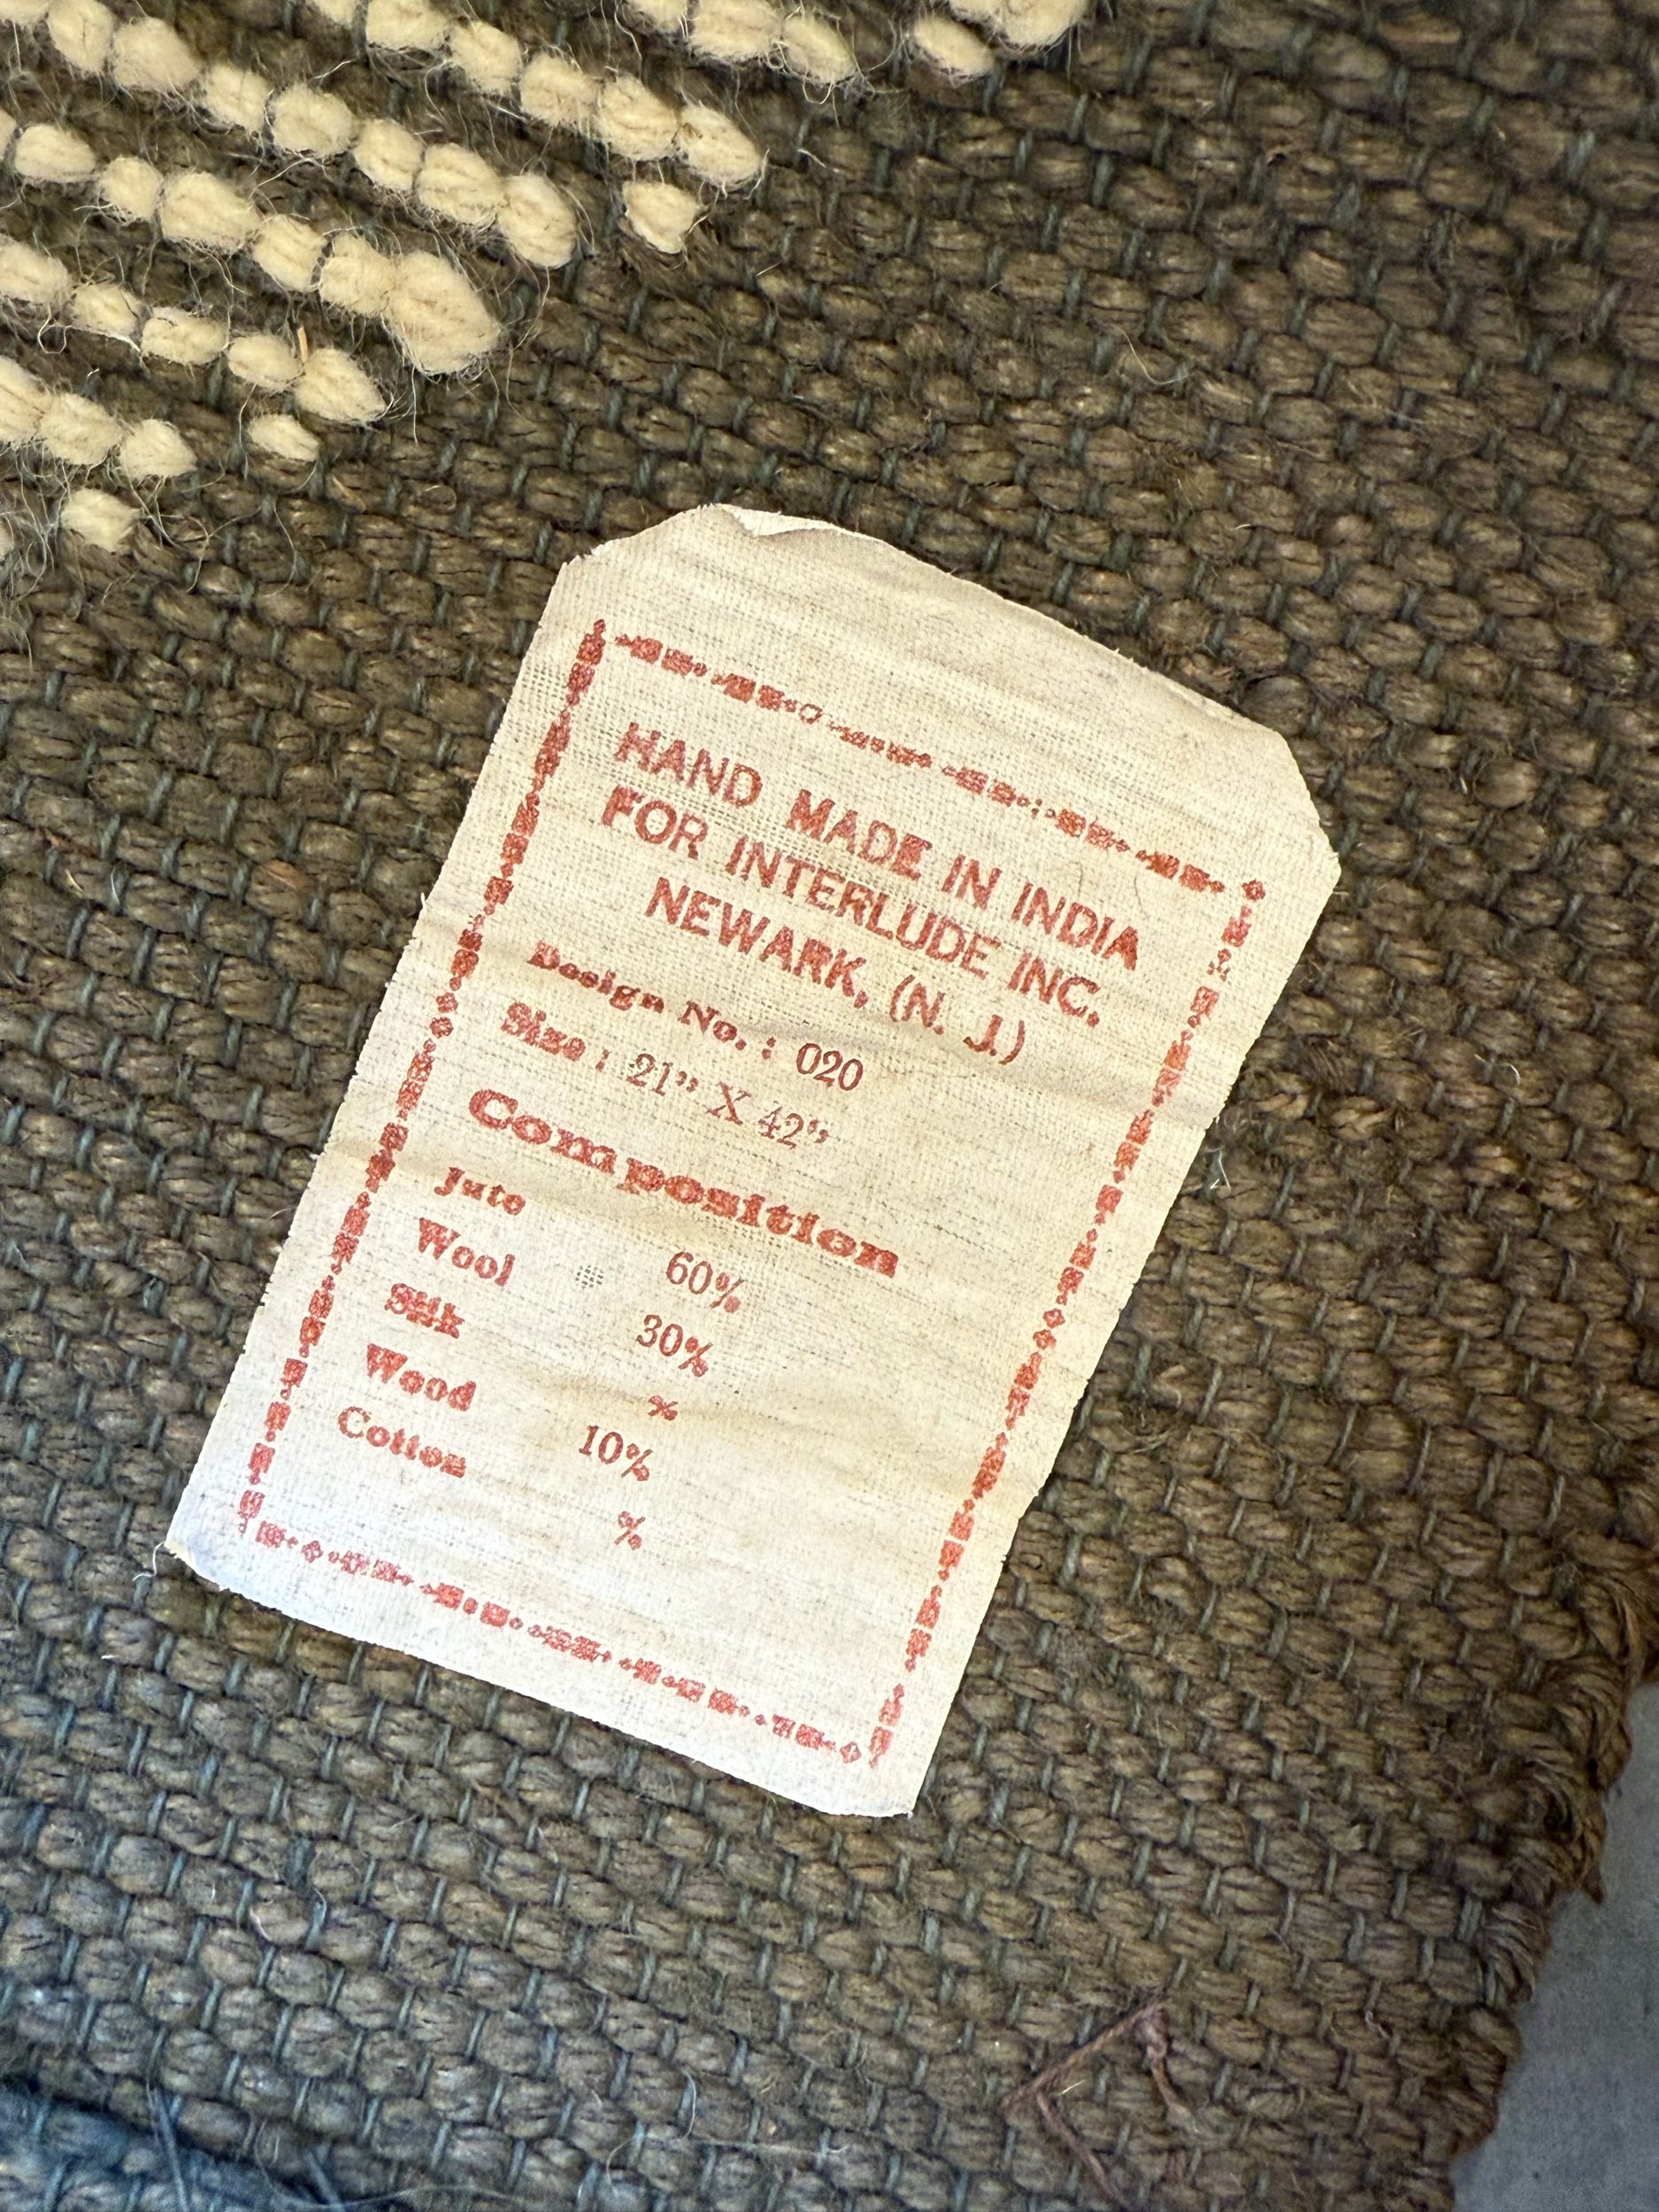 HAND MADE IN INDIA
FOR INTERLUDE INC.
NEWARK, (N. J.)
Design No. : 020
Size : 21” X 42”
Composition
Jute 60%
Wool 30%
Silk %
Wood 10%
Cotton %